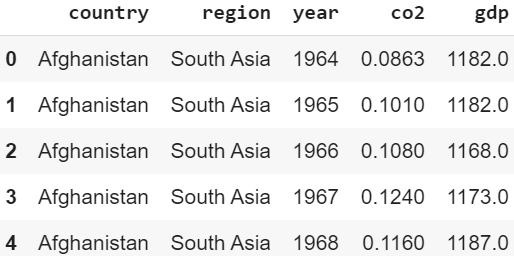 country region year co2 gdp
0 Afghanistan South Asia 1964 0.0863 1182.0
1 Afghanistan South Asia 1965 0.1010 1182.0
2 Afghanistan South Asia 1966 0.1080 1168.0
3 Afghanistan South Asia 1967 0.1240 1173.0
4 Afghanistan South Asia 1968 0.1160 1187.0